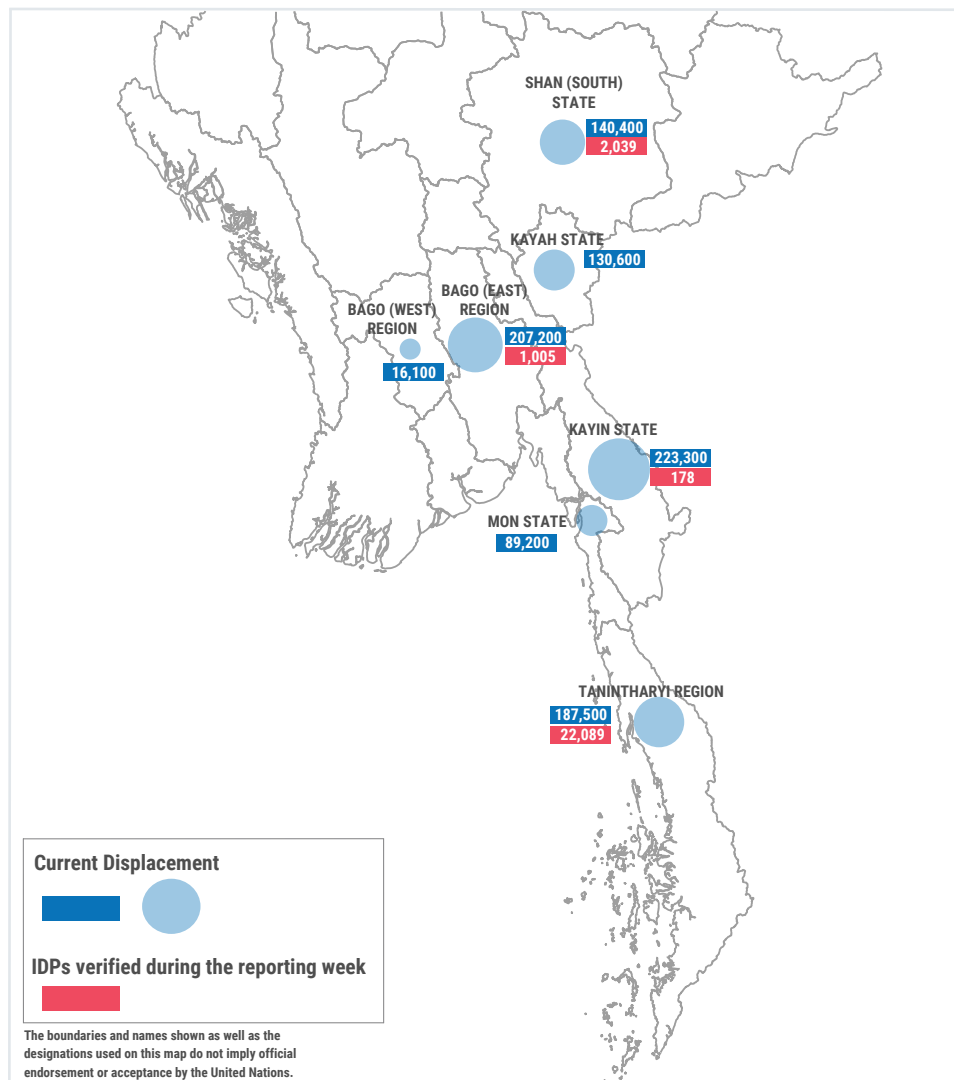 SHAN (SOUTH)
STATE
140,400
2,039
KAYAH STATE
130,600
BAGO (EAST)
REGION
207,200
1,005
BAGO (WEST)
REGION
16,100
KAYIN STATE
223,300
178
MON STATE
89,200
TANINTHARYI REGION
187,500
22,089
Current Displacement
IDPs verified during the reporting week
The boundaries and names shown as well as the
designations used on this map do not imply official
endorsement or acceptance by the United Nations.